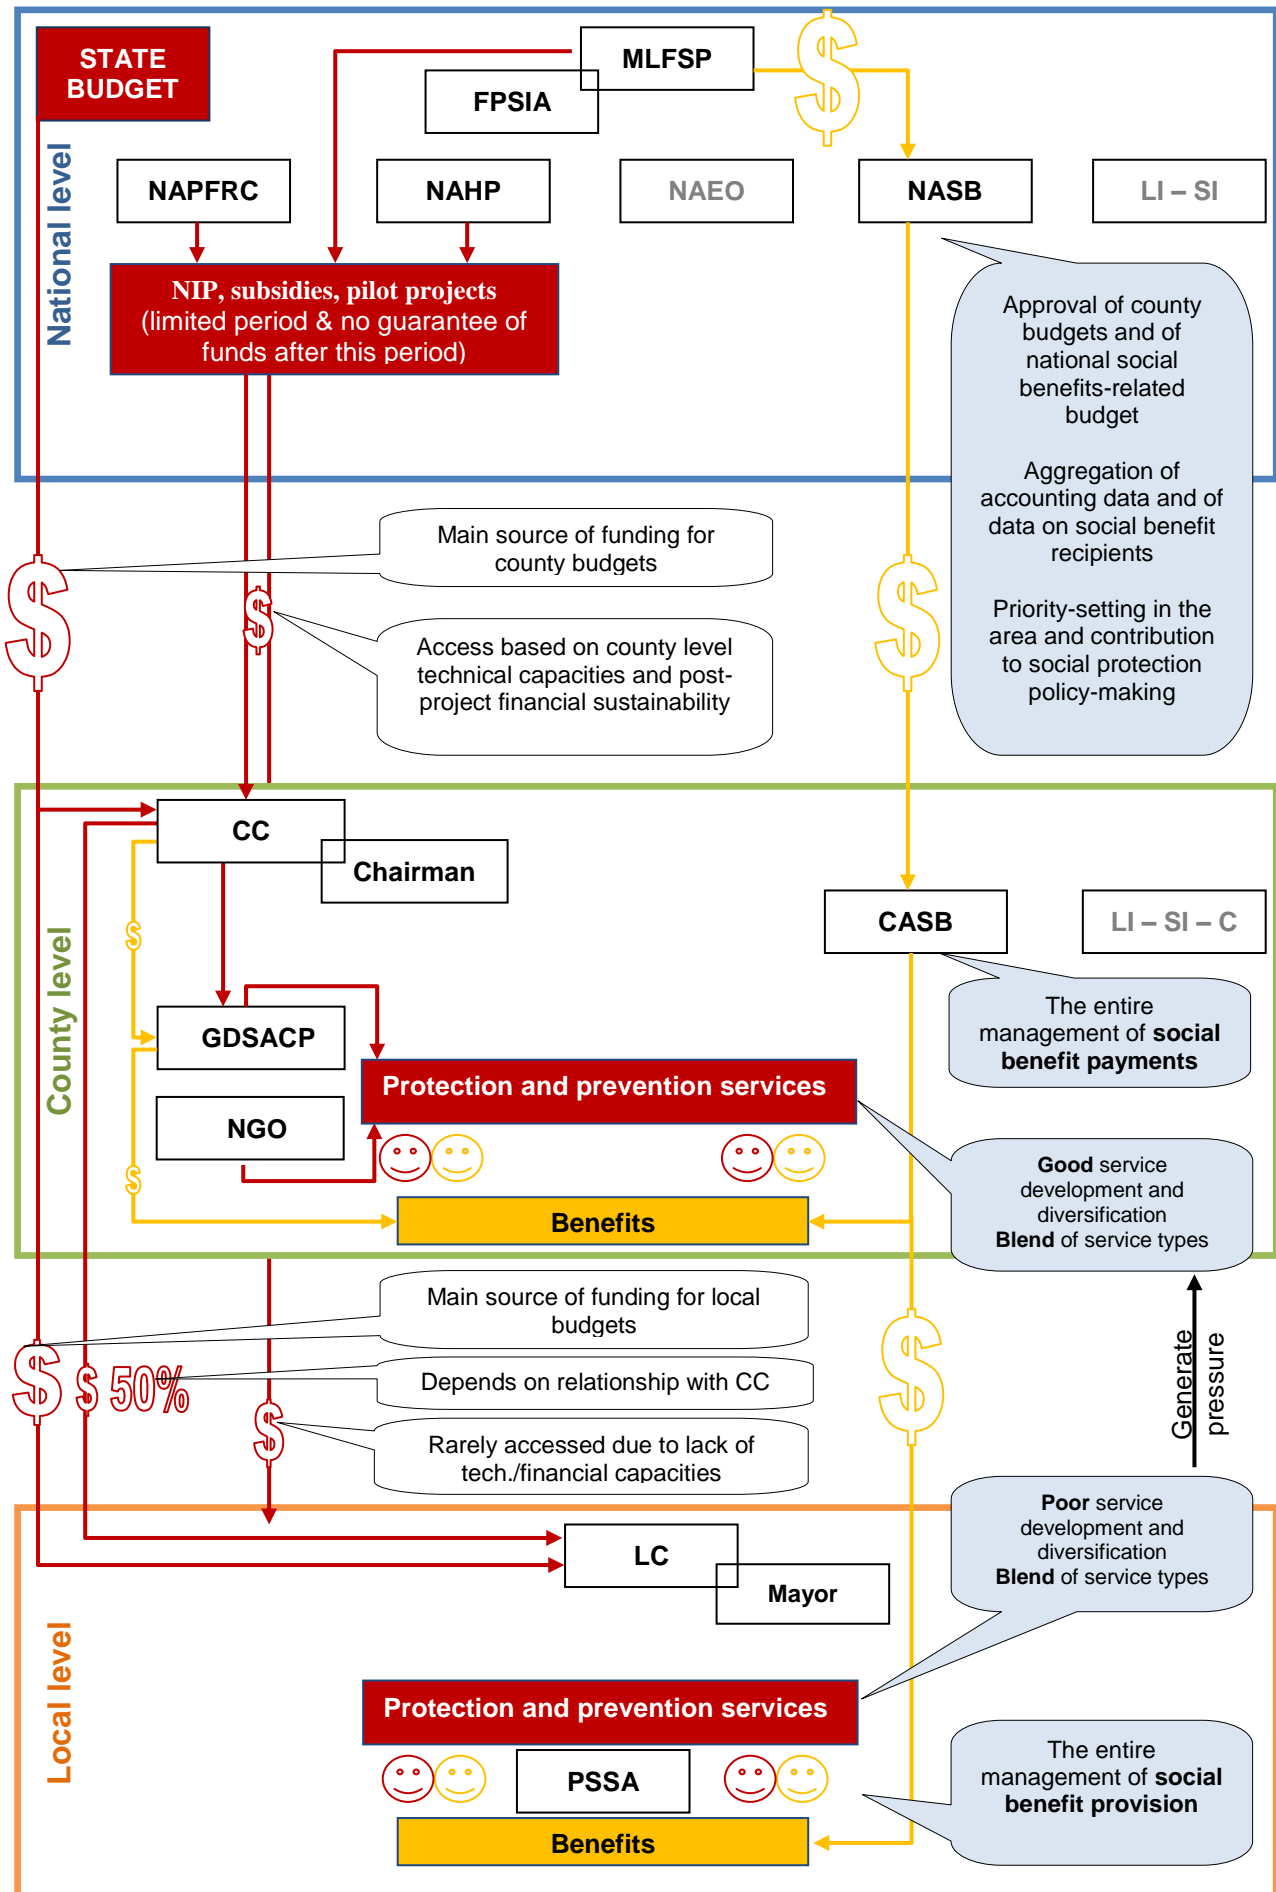 STATE
BUDGET
MLFSP
$
FPSIA
National level
NAPFRC
NAHP
NAEO
NASB
LI – SI
NIP, subsidies, pilot projects
(limited period & no guarantee of
funds after this period)
Approval of county
budgets and of
national social
benefits-related
budget
Aggregation of
accounting data and of
data on social benefit
recipients
Priority-setting in the
area and contribution
to social protection
policy-making
Main source of funding for
county budgets
$
$
$
Access based on county level
technical capacities and post-
project financial sustainability
County level
CC
Chairman
$
CASB
LI – SI – C
The entire
management of social
benefit payments
GDSACP
Protection and prevention services
NGO
$
Benefits
Good service
development and
diversification
Blend of service types
Main source of funding for local
budgets
$
$ 50%
$
Depends on relationship with CC
$
Rarely accessed due to lack of
tech./financial capacities
Generate
pressure
Poor service
development and
diversification
Blend of service types
Local level
LC
Mayor
Protection and prevention services
PSSA
Benefits
The entire
management of social
benefit provision